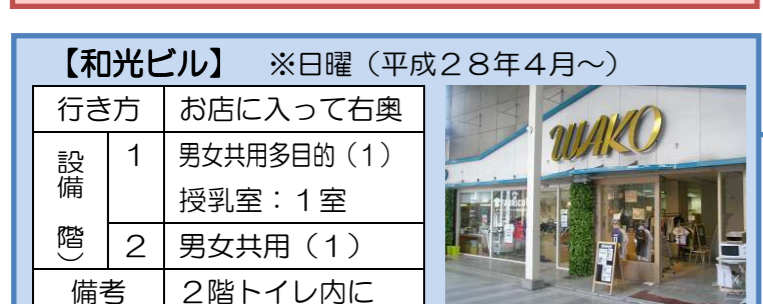 【和光ビル】 ※日曜（平成２８年４月～）
行き方 お店に入って右奥
設備（階） １ 男女共用多目的（１）
授乳室：１室
２ 男女共用（１）
備考 ２階トイレ内に
WAKO